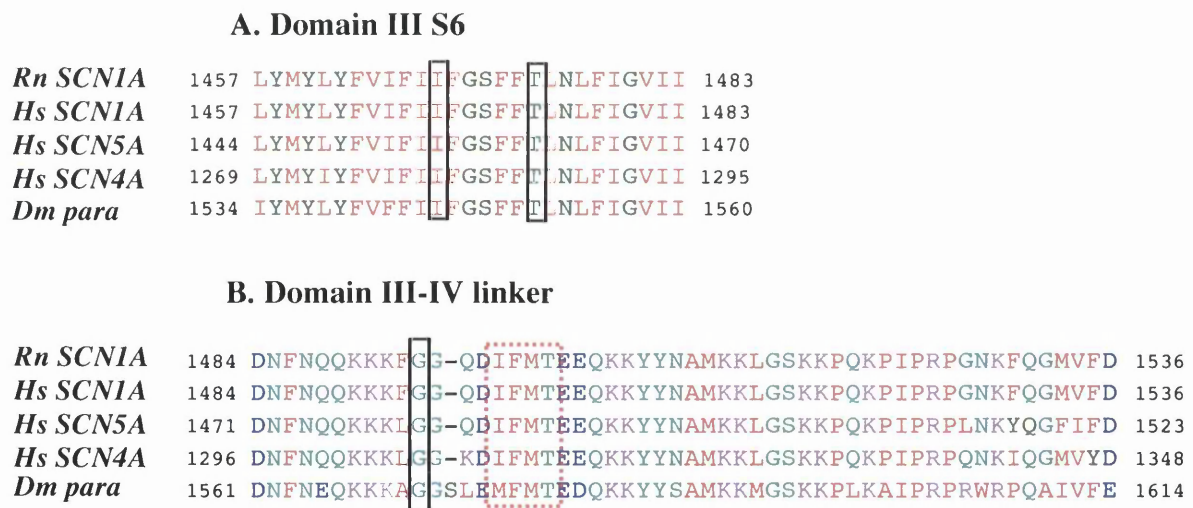 A. Domain III S6
Rn SCN1A 1457 LYMYLYFVIFIIFGSFFTLNLFIGVII 1483
Hs SCN1A 1457 LYMYLYFVIFIIFGSFFTLNLFIGVII 1483
Hs SCN5A 1444 LYMYLYFVIFIIFGSFFTLNLFIGVII 1470
Hs SCN4A 1269 LYMYIYFVIFIIFGSFFTLNLFIGVII 1295
Dm para 1534 IYMYLYFVFFIIFGSFFTLNLFIGVII 1560
B. Domain III-IV linker
Rn SCN1A 1484 DNFNQQKKKFGG-QDIFMTEEQKKYYNAMKKLGSKKPQKPIPRPGNKFQGMVFD 1536
Hs SCN1A 1484 DNFNQQKKKFGG-QDIFMTEEQKKYYNAMKKLGSKKPQKPIPRPGNKFQGMVFD 1536
Hs SCN5A 1471 DNFNQQKKKLGG-QDIFMTEEQKKYYNAMKKLGSKKPQKPIPRPLNKYQGFIFD 1523
Hs SCN4A 1296 DNFNQQKKKLGG-KDIFMTEEQKKYYNAMKKLGSKKPQKPIPRPQNKIQGMVYD 1348
Dm para 1561 DNFNEQKKKAGGSLEMFMTEDQKKYYSAMKKMGSKKPLKAIPRPRWRPQAIVFE 1614